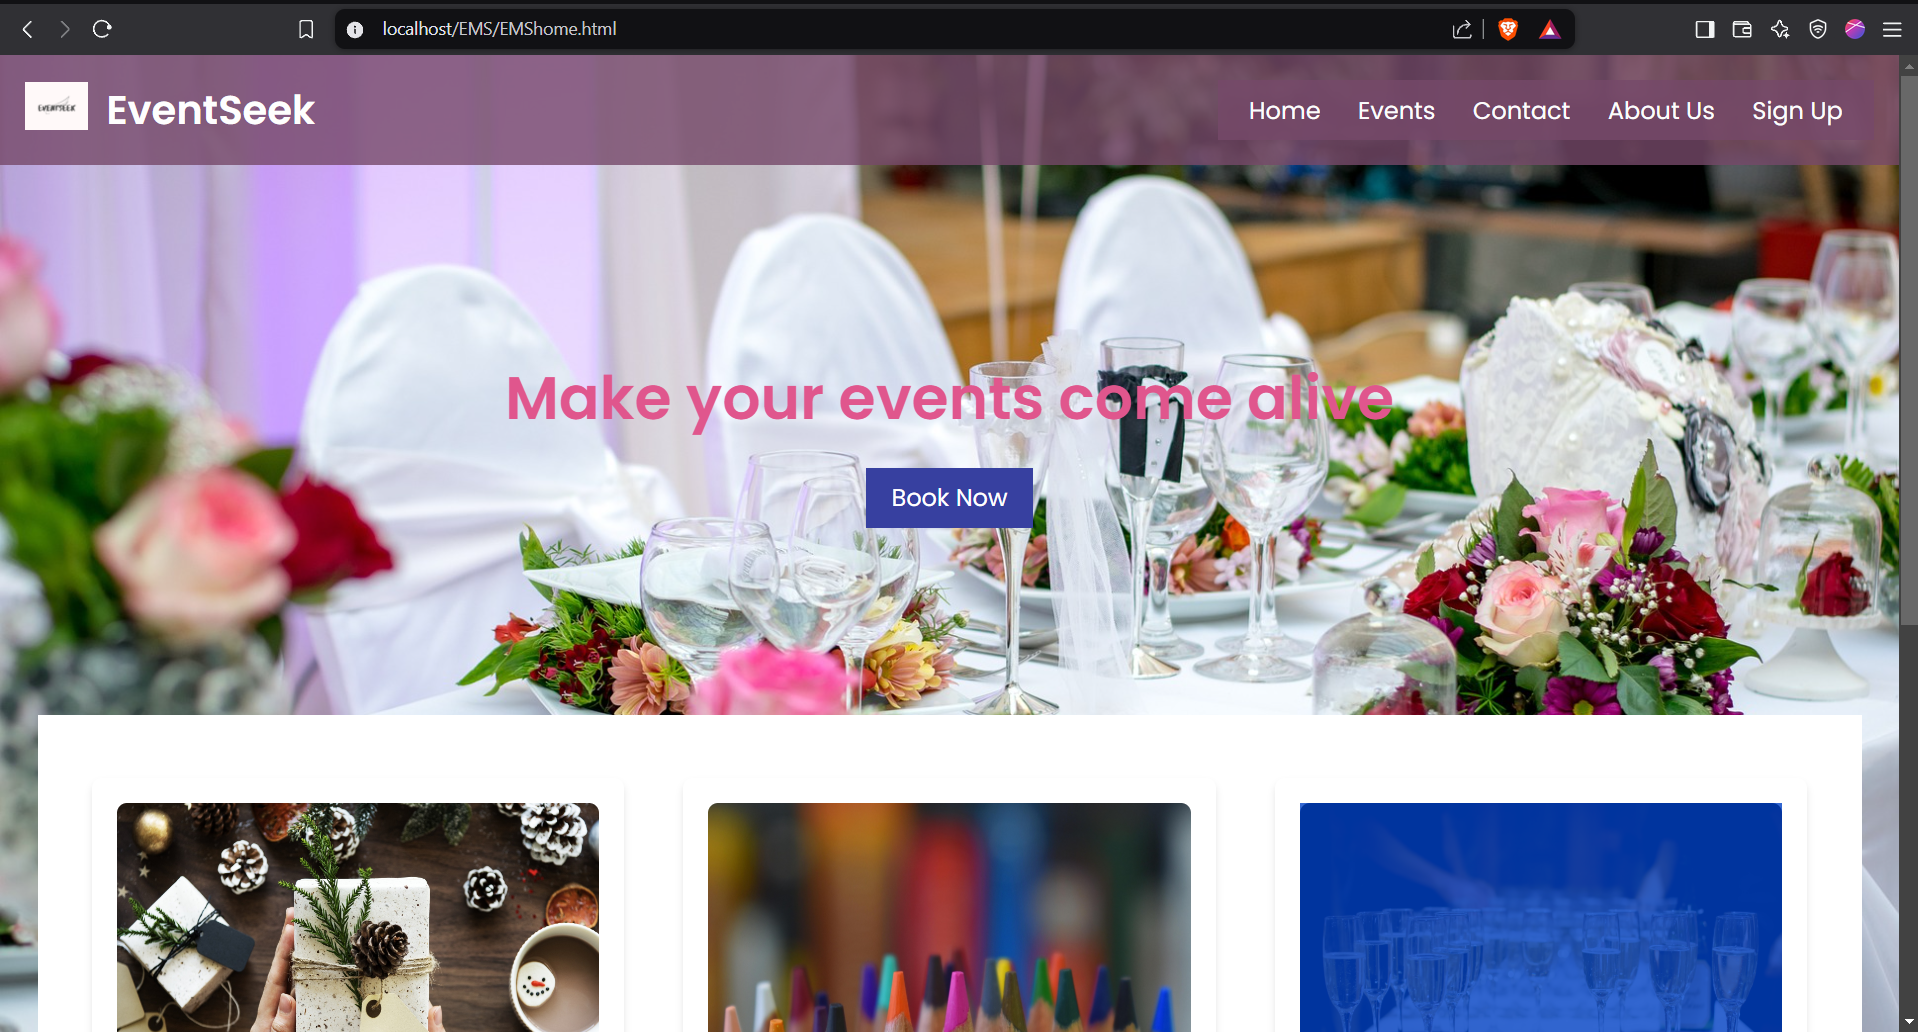 localhost/EMS/EMShome.html
EVENTSEEK
EventSeek
Home Events Contact About Us Sign Up
Make your events come alive
Book Now